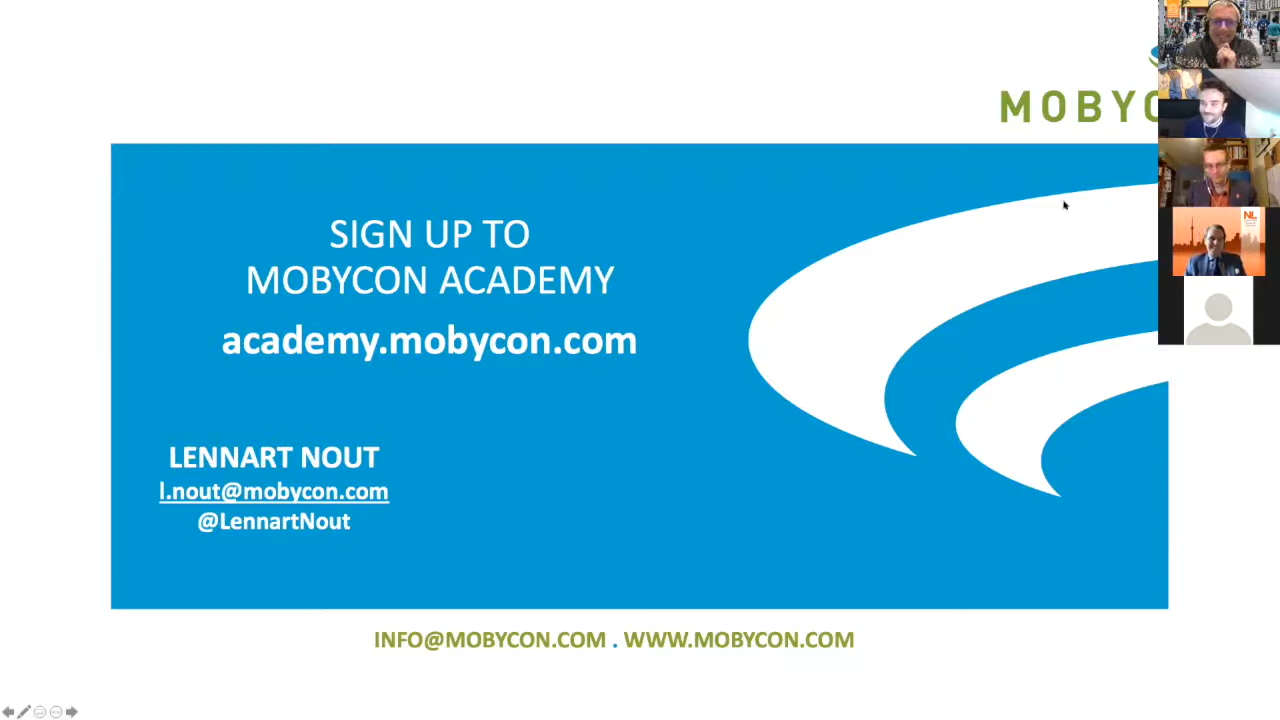 MOBYC
SIGN UP TO
MOBYCON ACADEMY
academy.mobycon.com
LENNART NOUT
l.nout@mobycon.com
@LennartNout
INFO@MOBYCON.COM . WWW.MOBYCON.COM
NL